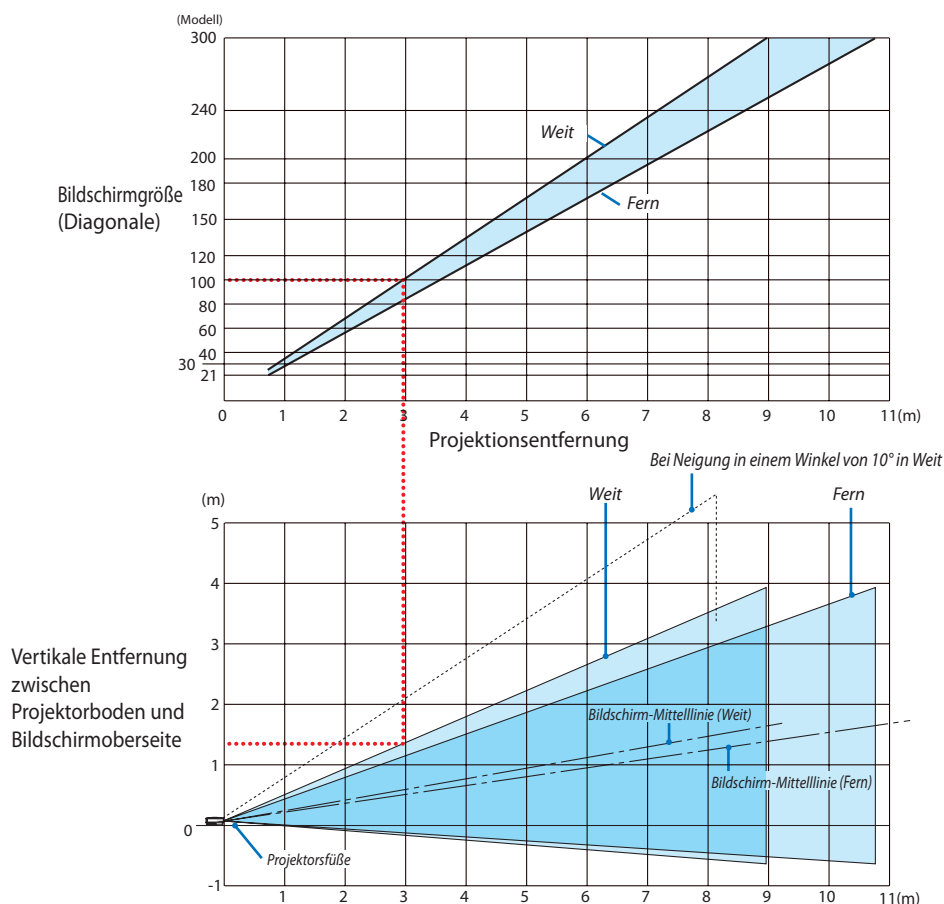 (Modell)
300
240
200
180
150
120
100
80
60
40
30
21
Weit
Fern
Bildschirmgröße
(Diagonale)
0 1 2 3 4 5 6 7 8 9 10 11(m)
Projektionsentfernung
Bei Neigung in einem Winkel von 10° in Weit
(m)
Weit
Fern
5
4
3
2
1
0
-1
Vertikale Entfernung
zwischen
Projektorboden und
Bildschirmoberseite
Bildschirm-Mittelllinie (Weit)
Bildschirm-Mittelllinie (Fern)
Projektorsfüße
1 2 3 4 5 6 7 8 9 10 11(m)